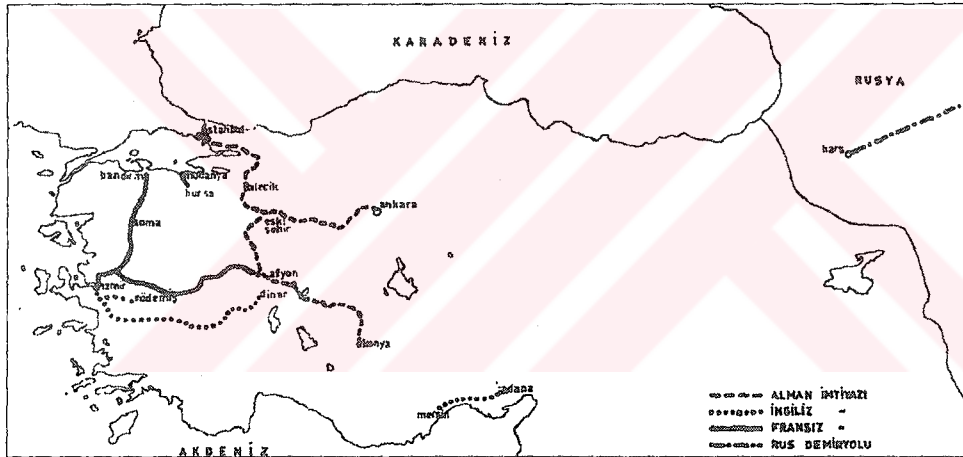 KARADENİZ
RUSYA
kars
istanbul
bandırma
mudanya
bursa
bilecik
ankara
eski
şehir
soma
afyon
izmir
ödemiş
dinar
konya
adana
mersin
AKDENİZ
ALMAN İMTİYAZI
İNGİLİZ "
FRANSIZ "
RUS DEMİRYOLU